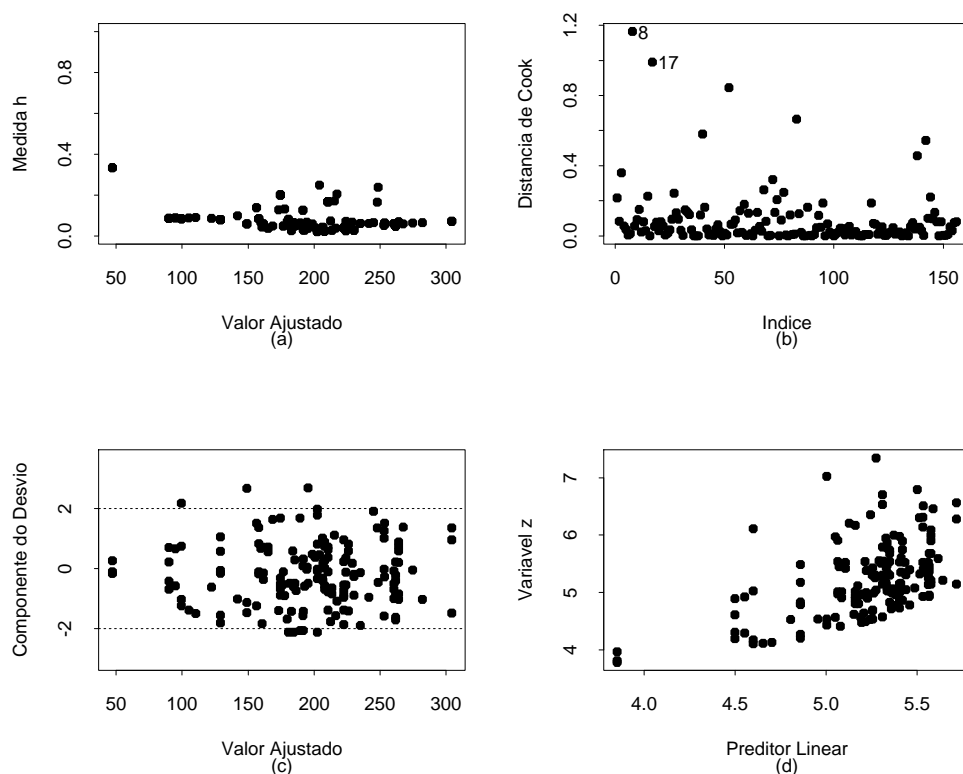 Medida h
0.0 0.4 0.8
50 100 150 200 250 300
Valor Ajustado
(a)
Distancia de Cook
0.0 0.4 0.8 1.2
8
17
0 50 100 150
Indice
(b)
Componente do Desvio
-2 0 2
50 100 150 200 250 300
Valor Ajustado
(c)
Variavel z
4 5 6 7
4.0 4.5 5.0 5.5
Preditor Linear
(d)